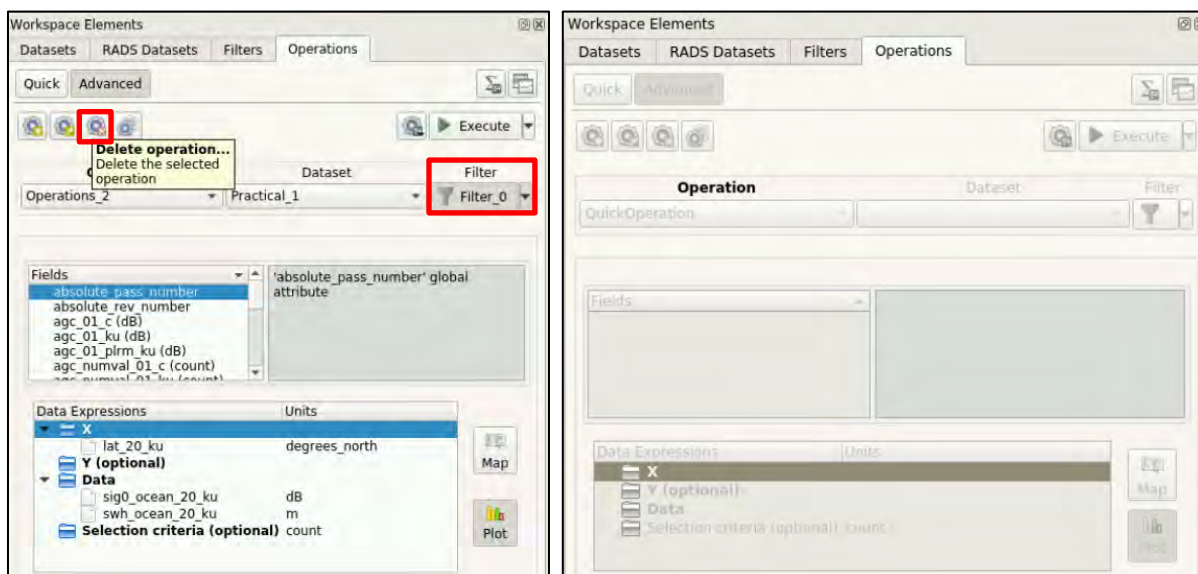 Workspace Elements
Datasets RADS Datasets Filters Operations
Quick Advanced
Execute
Delete operation...
Delete the selected
operation
Dataset Filter
Operations_2 Practical_1 Filter_0
Fields
absolute_pass_number
absolute_rev_number
agc_01_c (dB)
agc_01_ku (dB)
agc_01_plrm_ku (dB)
agc_numval_01_c (count)
agc_numval_01_ku (count)
'absolute_pass_number' global
attribute
Data Expressions Units
X
lat_20_ku degrees_north
Y (optional)
Data
sig0_ocean_20_ku dB
swh_ocean_20_ku m
Selection criteria (optional) count
Map
Plot
Workspace Elements
Datasets RADS Datasets Filters Operations
Quick Advanced
Execute
Operation Dataset Filter
QuickOperation
Fields
Data Expressions Units
X
Y (optional)
Data
Selection criteria (optional) count
Map
Plot